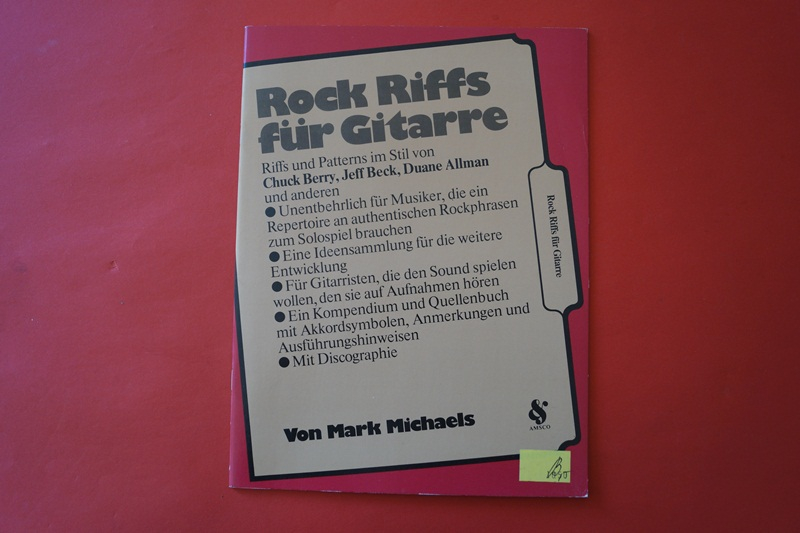 Rock Riffs
für Gitarre
Riffs und Patterns im Stil von
Chuck Berry, Jeff Beck, Duane Allman
und anderen
● Unentbehrlich für Musiker, die ein
Repertoire an authentischen Rockphrasen
zum Solospiel brauchen
● Eine Ideensammlung für die weitere
Entwicklung
● Für Gitarristen, die den Sound spielen
wollen, den sie auf Aufnahmen hören
● Ein Kompendium und Quellenbuch
mit Akkordsymbolen, Anmerkungen und
Ausführungshinweisen
● Mit Discographie
Rock Riffs für Gitarre
Von Mark Michaels
AMSCO